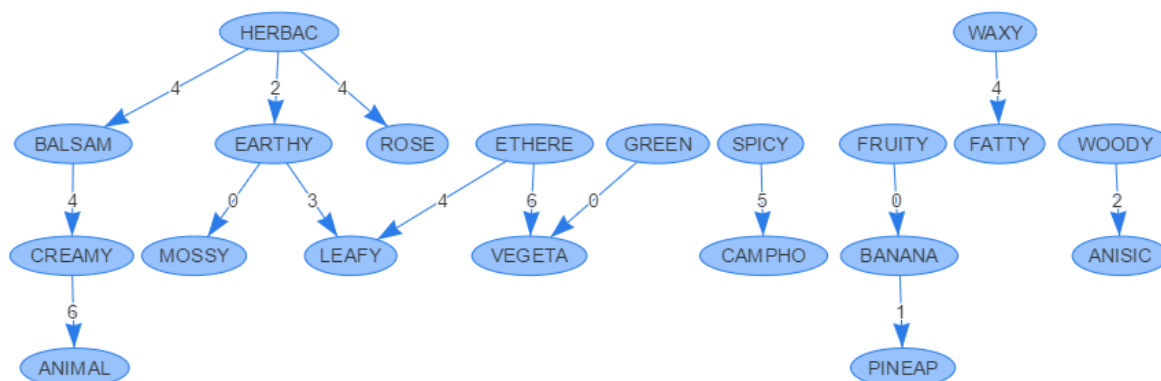 HERBAC WAXY
4 2 4 4
BALSAM EARTHY ROSE ETHERE GREEN SPICY FRUITY FATTY WOODY
4 0 3 4 6 0 5 0 2
CREAMY MOSSY LEAFY VEGETA CAMPHO BANANA ANISIC
6 1
ANIMAL PINEAP